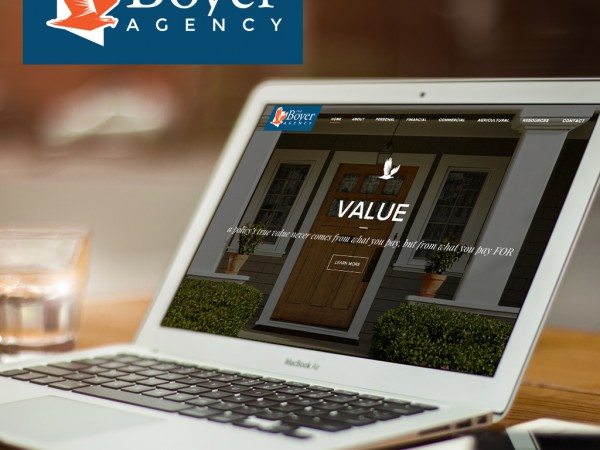 Boyer
AGENCY
THE
Boyer
AGENCY
HOME ABOUT PERSONAL FINANCIAL COMMERCIAL AGRICULTURAL RESOURCES CONTACT
VALUE
a policy's true value never comes from what you pay, but from what you pay FOR
LEARN MORE
MacBook Air